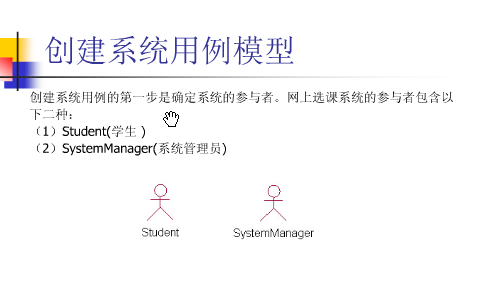 创建系统用例模型
创建系统用例的第一步是确定系统的参与者。网上选课系统的参与者包含以
下二种：
（1）Student(学生 )
（2）SystemManager(系统管理员)
Student SystemManager